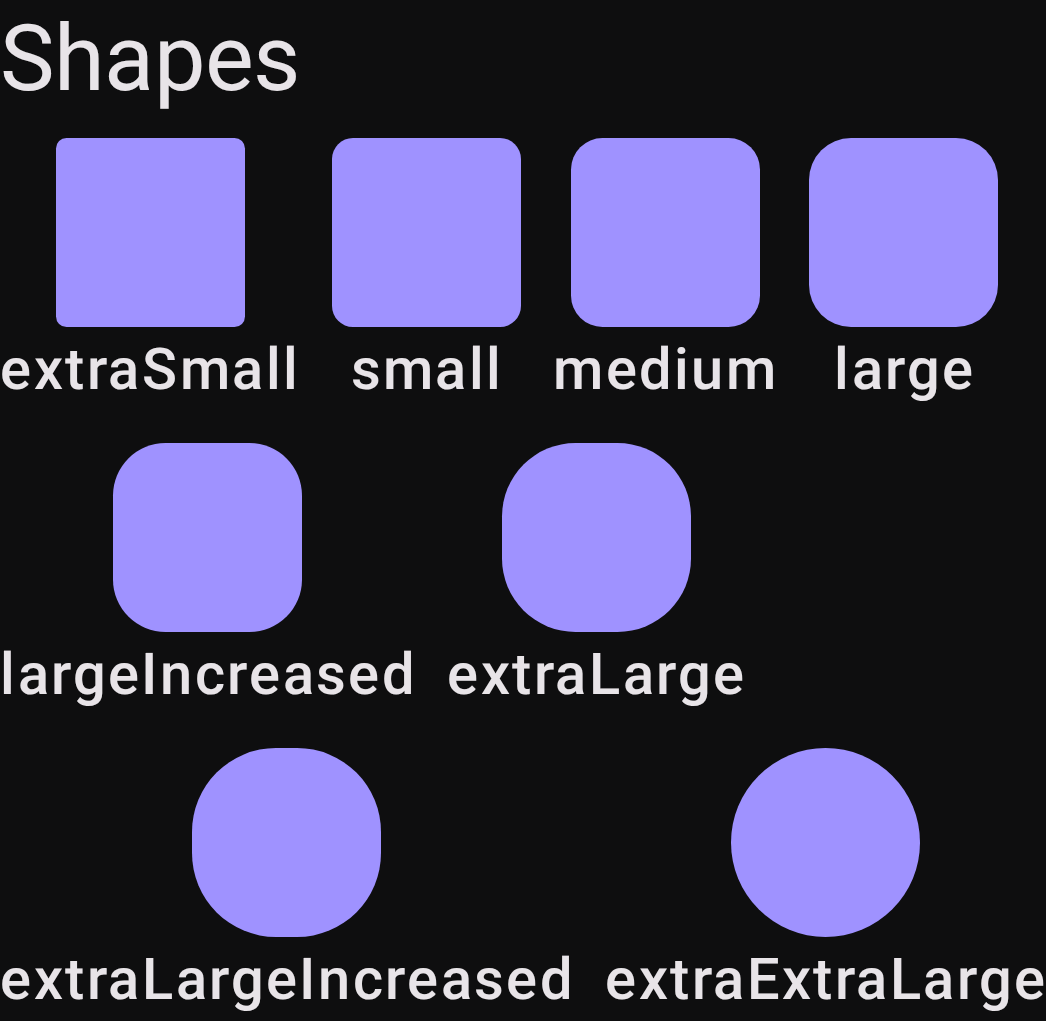 Shapes
extraSmall small medium large
largeIncreased extraLarge
extraLargeIncreased extraExtraLarge